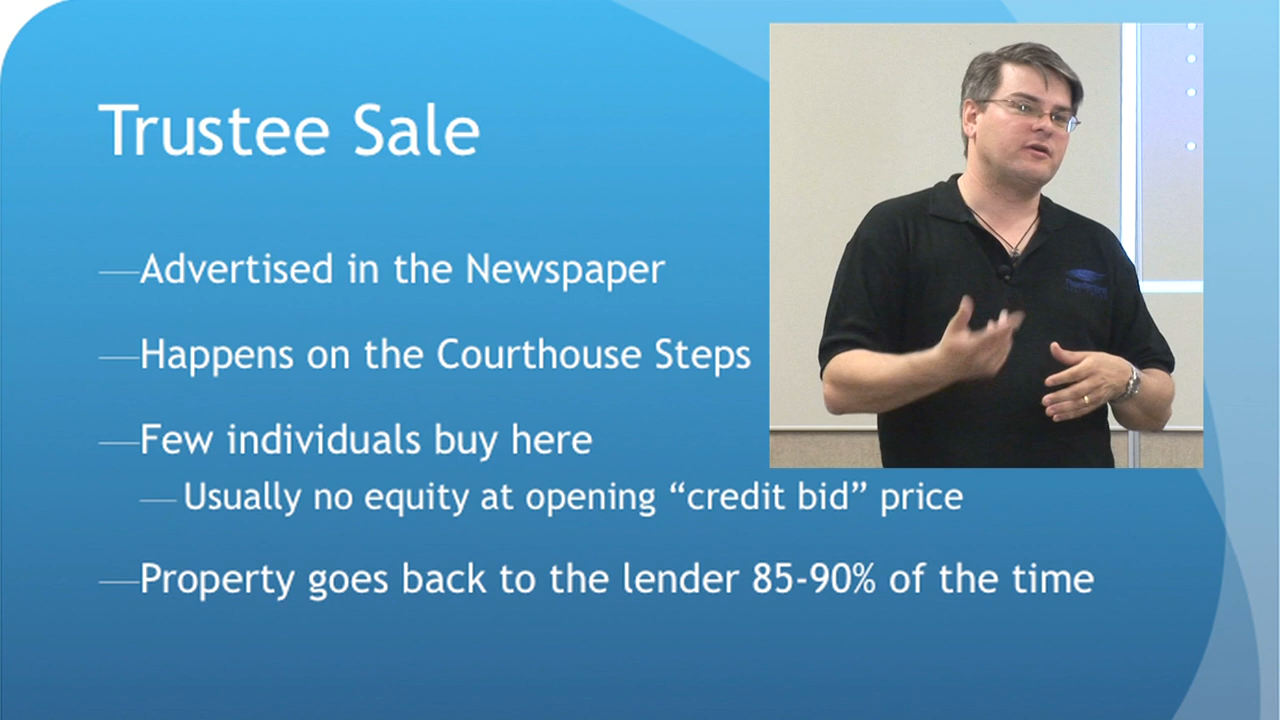 Trustee Sale
—Advertised in the Newspaper
—Happens on the Courthouse Steps
—Few individuals buy here
—Usually no equity at opening “credit bid” price
—Property goes back to the lender 85-90% of the time